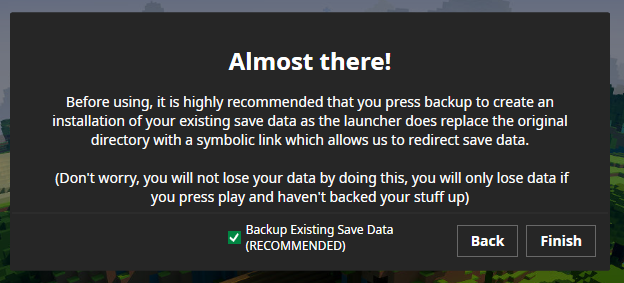 Almost there!
Before using, it is highly recommended that you press backup to create an
installation of your existing save data as the launcher does replace the original
directory with a symbolic link which allows us to redirect save data.
(Don't worry, you will not lose your data by doing this, you will only lose data if
you press play and haven't backed your stuff up)
Backup Existing Save Data
(RECOMMENDED)
Back
Finish